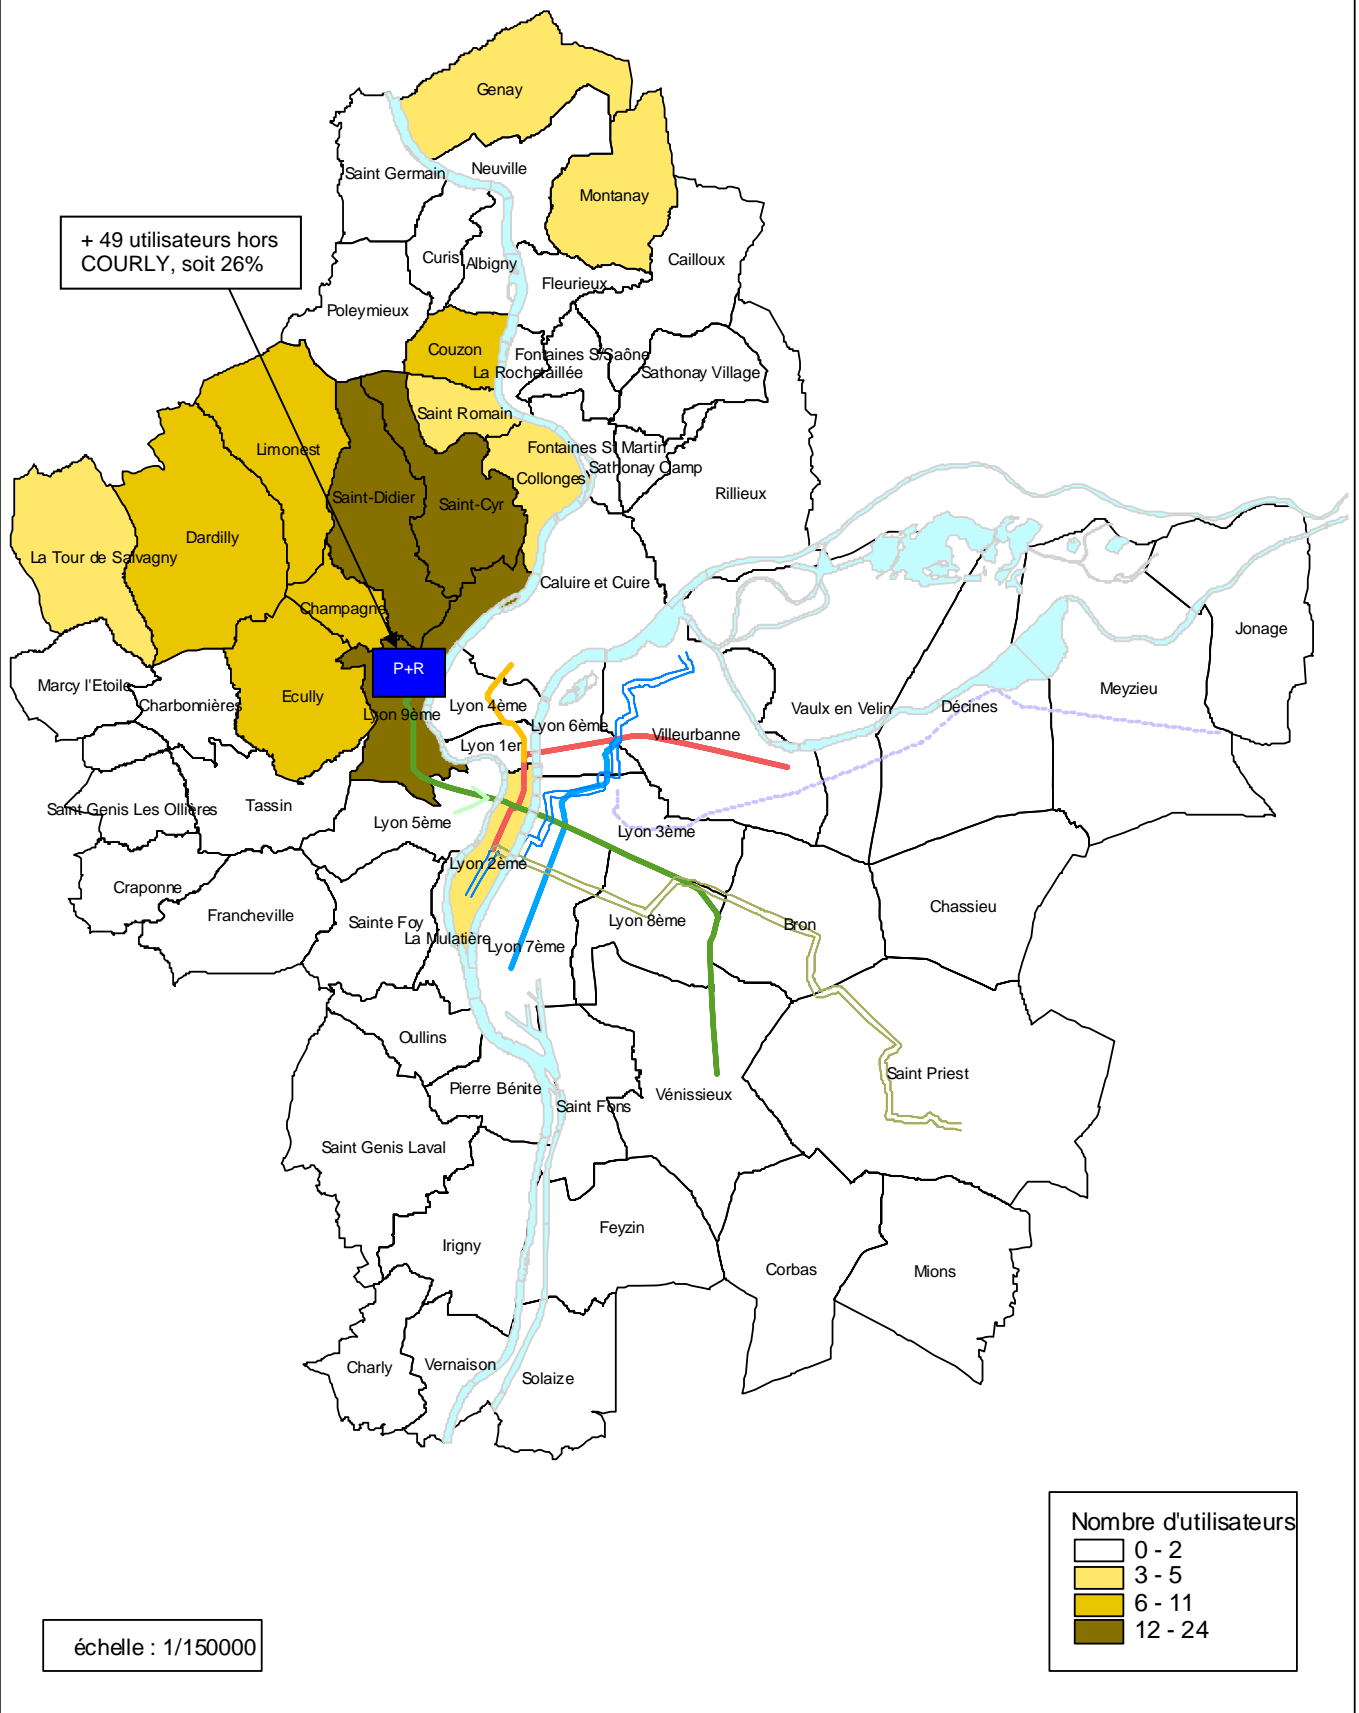 Genay
Neuville
Saint Germain
Montanay
+ 49 utilisateurs hors
COURLY, soit 26%
Curis
Albigny
Cailloux
Fleurieux
Poleymieux
Couzon
Fontaines S/Saône
La Rochetaillée
Sathonay Village
Saint Romain
Limonest
Fontaines St Martin
Sathonay Camp
Collonges
Rillieux
Saint-Didier
Saint-Cyr
Dardilly
La Tour de Salvagny
Caluire et Cuire
Champagne
Jonage
P+R
Marcy l'Etoile
Ecully
Charbonnières
Meyzieu
Lyon 4ème
Vaulx en Velin
Décines
Lyon 9ème
Lyon 6ème
Villeurbanne
Lyon 1er
Saint Genis Les Ollières
Tassin
Lyon 5ème
Lyon 3ème
Lyon 2ème
Craponne
Francheville
Sainte Foy
Chassieu
Lyon 8ème
Bron
La Mulatière
Lyon 7ème
Oullins
Saint Priest
Pierre Bénite
Vénissieux
Saint Fons
Saint Genis Laval
Feyzin
Irigny
Corbas
Mions
Charly
Vernaison
Solaize
Nombre d'utilisateurs
0 - 2
3 - 5
6 - 11
12 - 24
échelle : 1/150000